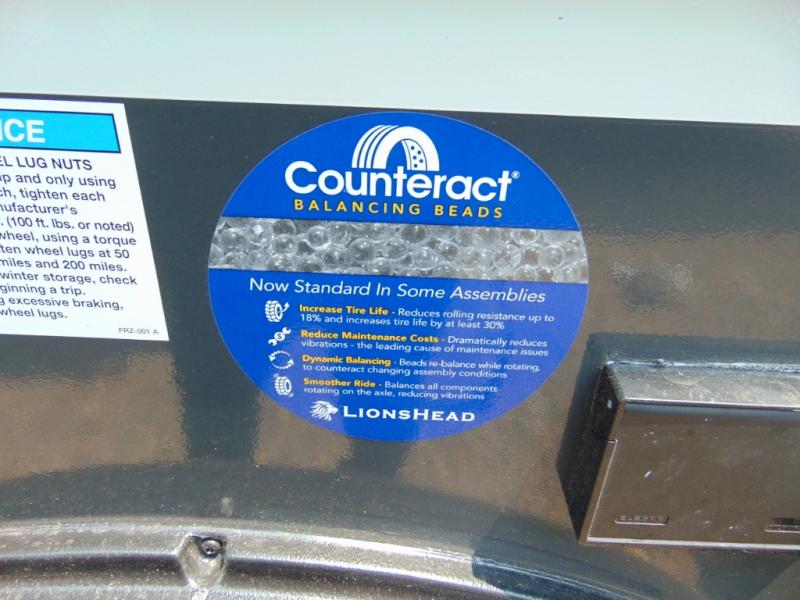 ICE
EL LUG NUTS
up and only using
ch, tighten each
nufacturer's
. (100 ft. lbs. or noted)
wheel, using a torque
ten wheel lugs at 50
miles and 200 miles.
winter storage, check
ginning a trip.
g excessive braking,
wheel lugs.
FRZ-001 A
Counteract®
BALANCING BEADS
Now Standard In Some Assemblies
Increase Tire Life - Reduces rolling resistance up to
18% and increases tire life by at least 30%
Reduce Maintenance Costs - Dramatically reduces
vibrations - the leading cause of maintenance issues
Dynamic Balancing - Beads re-balance while rotating,
to counteract changing assembly conditions
Smoother Ride - Balances all components
rotating on the axle, reducing vibrations
LIONSHEAD